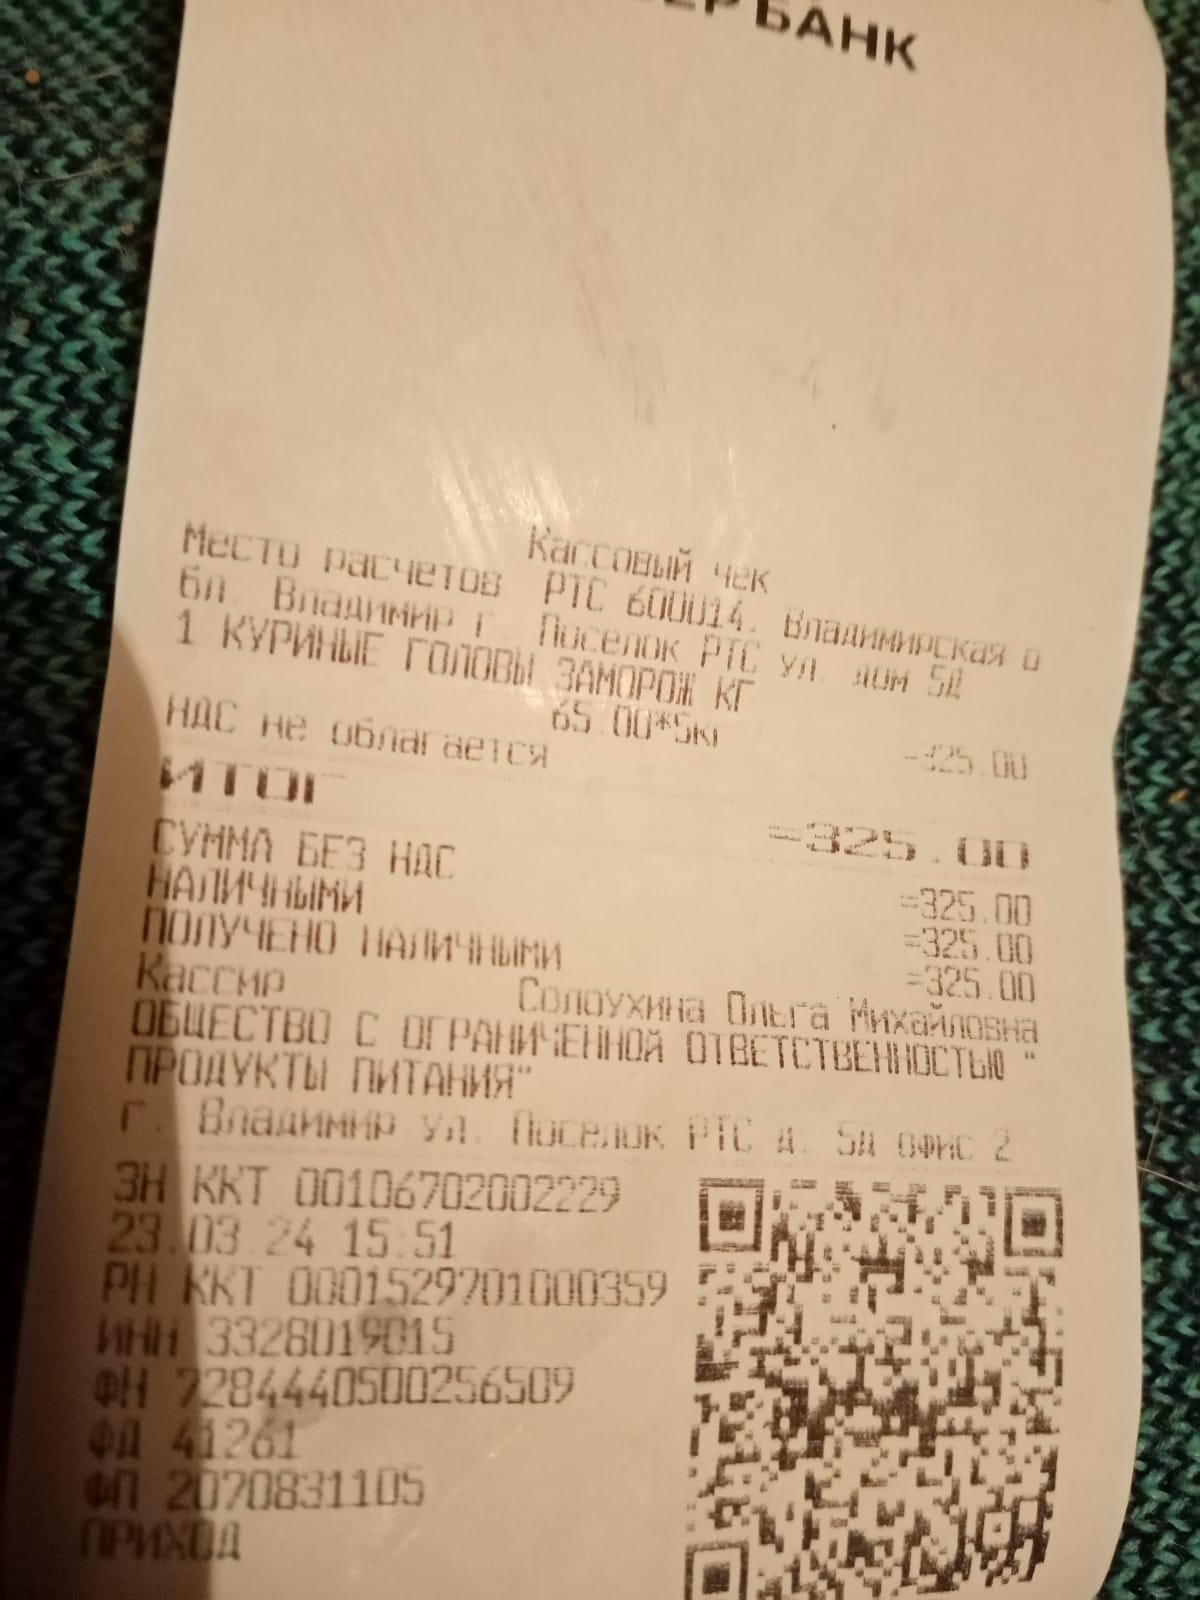 БАНК
Кассовый чек
Место расчетов РТС 600014, Владимирская о
бл. Владимир г. Поселок РТС ул. дом 5Д
1 КУРИНЫЕ ГОЛОВЫ ЗАМОРОЖ КГ
65.00*5кг =325.00
НДС не облагается
ИТОГ =325.00
СУММА БЕЗ НДС =325.00
НАЛИЧНЫМИ =325.00
ПОЛУЧЕНО НАЛИЧНЫМИ =325.00
Кассир Солоухина Ольга Михайловна
ОБЩЕСТВО С ОГРАНИЧЕННОЙ ОТВЕТСТВЕННОСТЬЮ "
ПРОДУКТЫ ПИТАНИЯ"
г. Владимир ул. Поселок РТС д. 5д офис 2
ЗН ККТ 00106702002229
23.03.24 15:51
РН ККТ 0001529701000359
ИНН 3328019015
ФН 7284440500256509
ФД 41261
ФП 2070831105
ПРИХОД